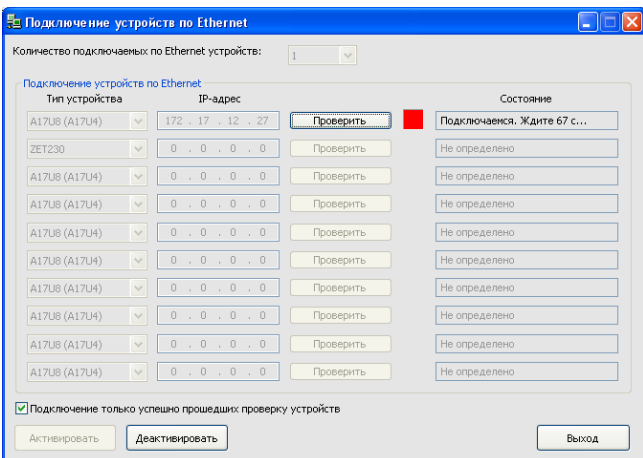 Подключение устройств по Ethernet
Количество подключаемых по Ethernet устройств: 1
Подключение устройств по Ethernet
Тип устройства IP-адрес Состояние
A17U8 (A17U4) 172 . 17 . 12 . 27 Проверить Подключаемся. Ждите 67 с...
ZET230 0 . 0 . 0 . 0 Проверить Не определено
A17U8 (A17U4) 0 . 0 . 0 . 0 Проверить Не определено
A17U8 (A17U4) 0 . 0 . 0 . 0 Проверить Не определено
A17U8 (A17U4) 0 . 0 . 0 . 0 Проверить Не определено
A17U8 (A17U4) 0 . 0 . 0 . 0 Проверить Не определено
A17U8 (A17U4) 0 . 0 . 0 . 0 Проверить Не определено
A17U8 (A17U4) 0 . 0 . 0 . 0 Проверить Не определено
A17U8 (A17U4) 0 . 0 . 0 . 0 Проверить Не определено
A17U8 (A17U4) 0 . 0 . 0 . 0 Проверить Не определено
Подключение только успешно прошедших проверку устройств
Активировать Деактивировать Выход